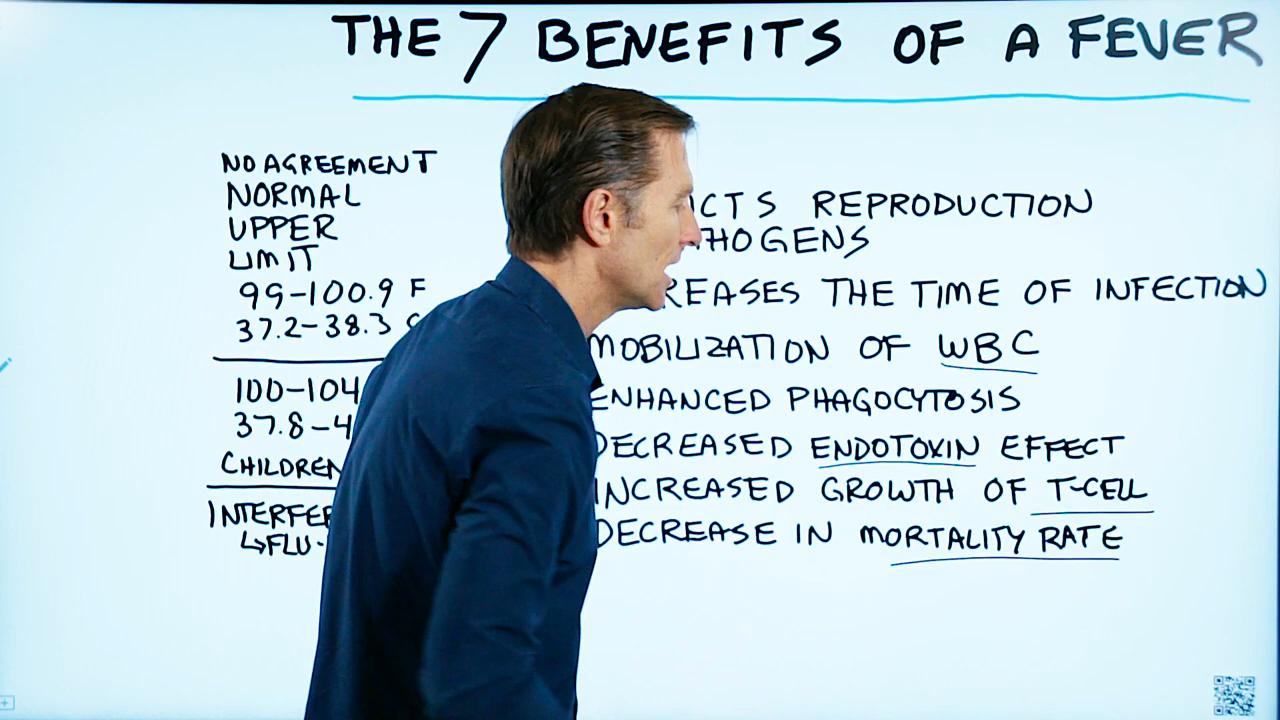 THE 7 BENEFITS OF A FEVER
NO AGREEMENT
NORMAL
UPPER
LIMIT
99-100.9 F
37.2-38.3 C
100-104
37.8-4
CHILDREN
↳FLU-
ICTS REPRODUCTION
HOGENS
REASES THE TIME OF INFECTION
MOBILIZATION OF WBC
ENHANCED PHAGOCYTOSIS
DECREASED ENDOTOXIN EFFECT
INCREASED GROWTH OF T-CELL
DECREASE IN MORTALITY RATE